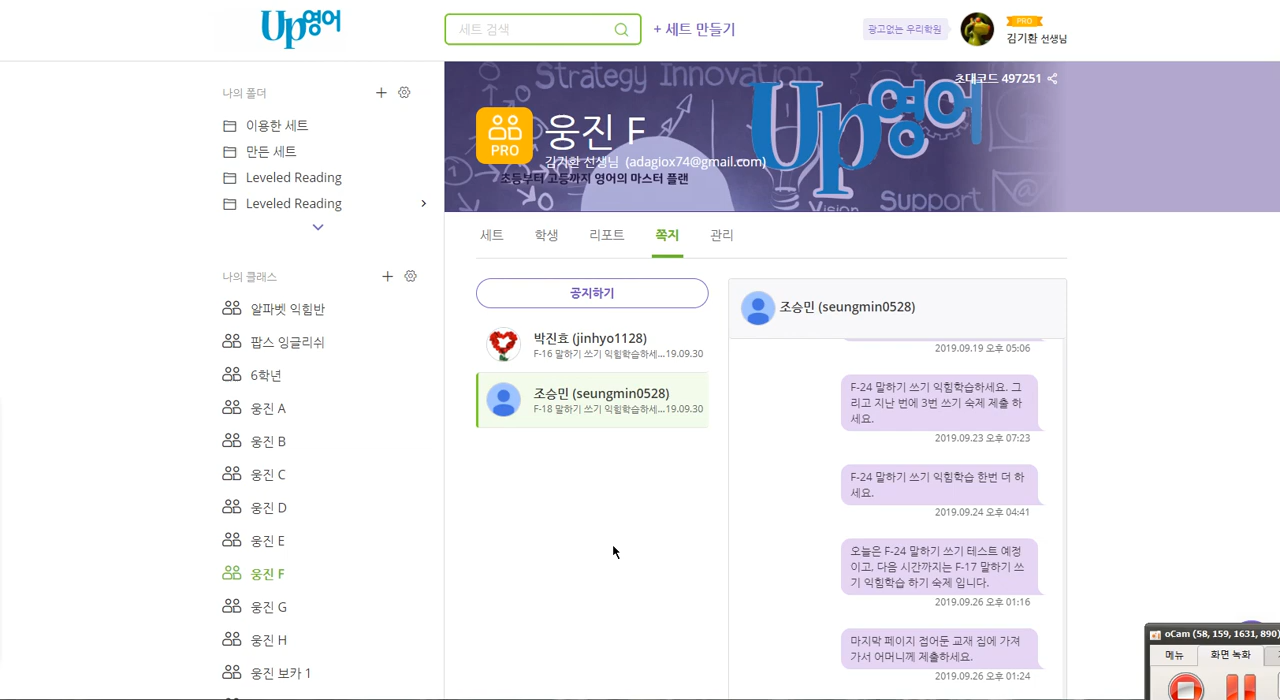 Up영어
세트 검색
+ 세트 만들기
광고없는 우리학원
PRO
김기환 선생님
나의 폴더
이용한 세트
만든 세트
Leveled Reading
Leveled Reading
나의 클래스
알파벳 익힘반
팝스 잉글리쉬
6학년
웅진 A
웅진 B
웅진 C
웅진 D
웅진 E
웅진 F
웅진 G
웅진 H
웅진 보카 1
Strategy Innovation
초대코드 497251
PRO
웅진 F
김기환 선생님 (adagiox74@gmail.com)
초등부터 고등까지 영어의 마스터 플랜
Up영어
Vision
Support
세트 학생 리포트 쪽지 관리
공지하기
박진효 (jinhyo1128)
F-16 말하기 쓰기 익힘학습하세...19.09.30
조승민 (seungmin0528)
F-18 말하기 쓰기 익힘학습하세...19.09.30
조승민 (seungmin0528)
2019.09.19 오후 05:06
F-24 말하기 쓰기 익힘학습하세요. 그
리고 지난 번에 3번 쓰기 숙제 제출 하
세요.
2019.09.23 오후 07:23
F-24 말하기 쓰기 익힘학습 한번 더 하
세요.
2019.09.24 오후 04:41
오늘은 F-24 말하기 쓰기 테스트 예정
이고, 다음 시간까지는 F-17 말하기 쓰
기 익힘학습 하기 숙제 입니다.
2019.09.26 오후 01:16
마지막 페이지 접어둔 교재 집에 가져
가서 어머니께 제출하세요.
2019.09.26 오후 01:24
oCam (58, 159, 1631, 890)
메뉴
화면 녹화